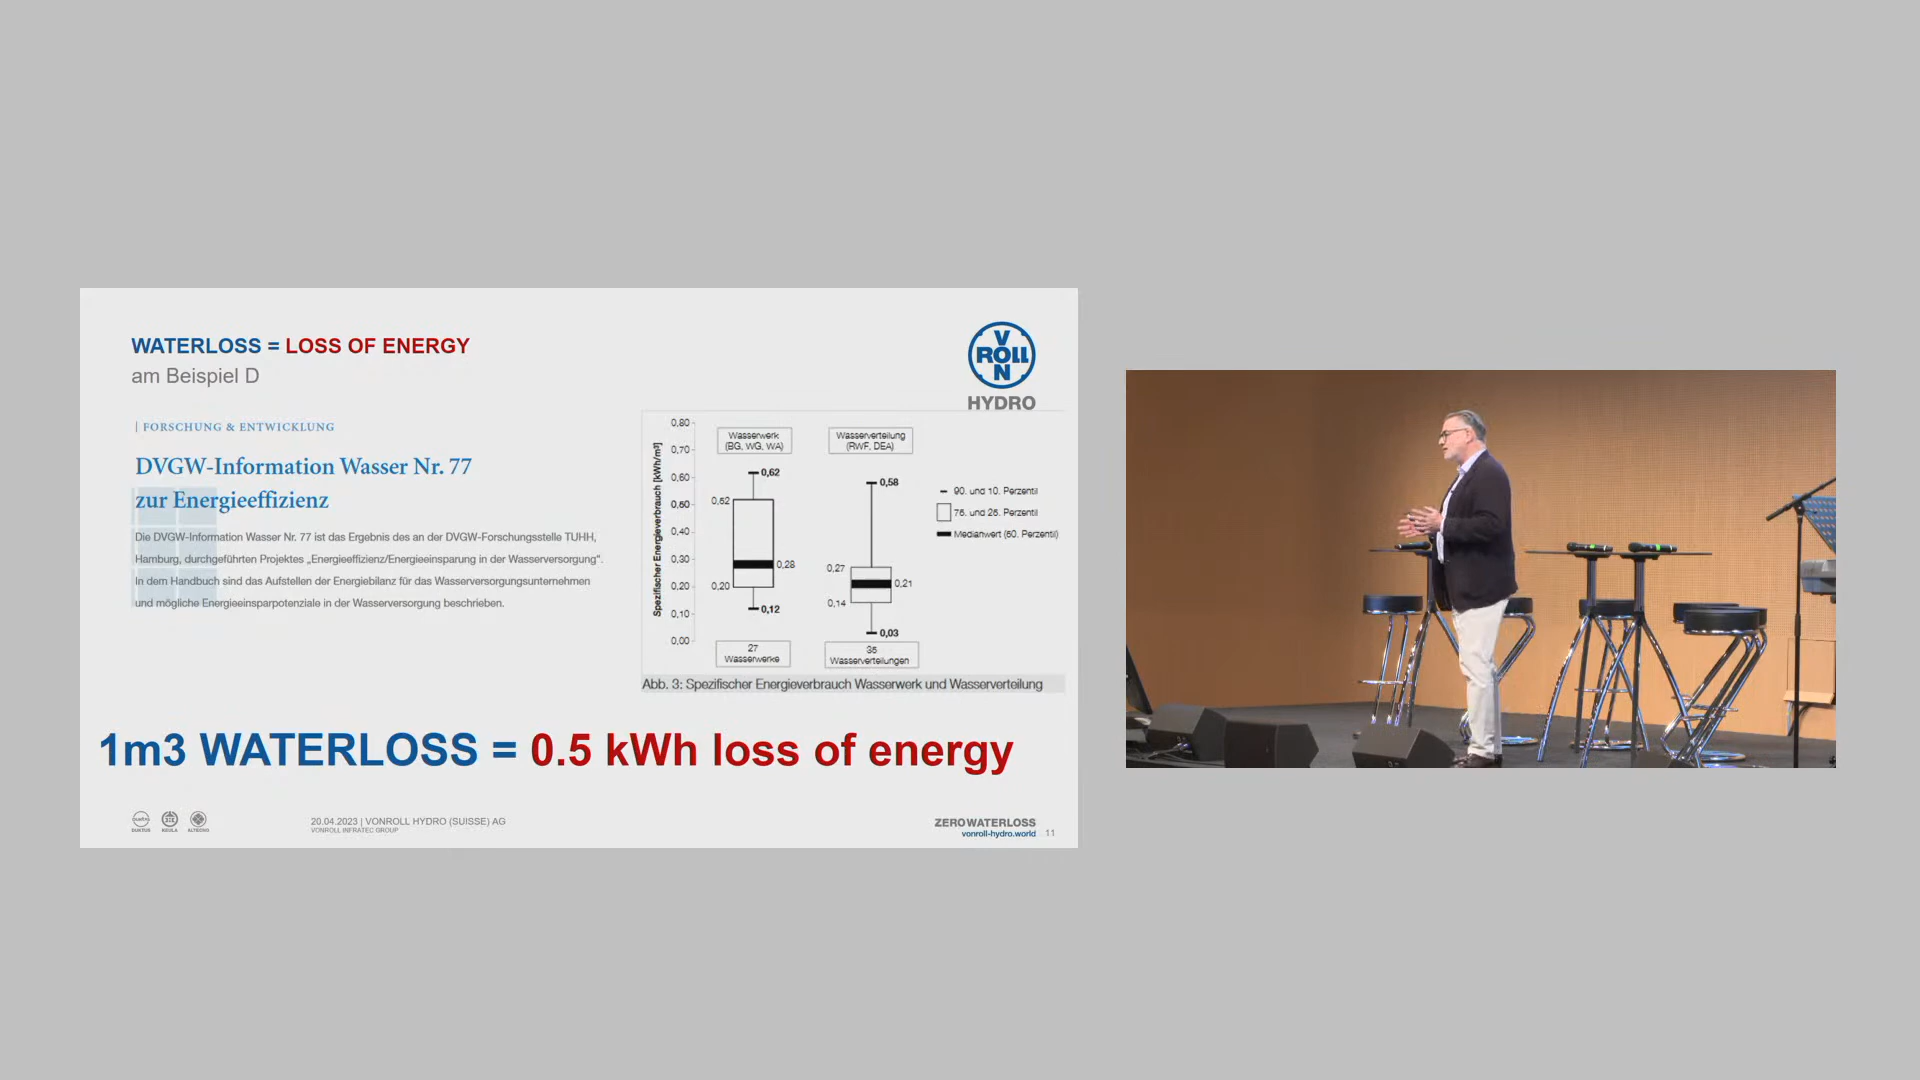 WATERLOSS = LOSS OF ENERGY
am Beispiel D
VON ROLL
HYDRO
| FORSCHUNG & ENTWICKLUNG
DVGW-Information Wasser Nr. 77
zur Energieeffizienz
Die DVGW-Information Wasser Nr. 77 ist das Ergebnis des an der DVGW-Forschungsstelle TUHH,
Hamburg, durchgeführten Projektes „Energieeffizienz/Energieeinsparung in der Wasserversorgung“.
In dem Handbuch sind das Aufstellen der Energiebilanz für das Wasserversorgungsunternehmen
und mögliche Energieeinsparpotenziale in der Wasserversorgung beschrieben.
Spezifischer Energieverbrauch [kWh/m³]
0,80
0,70
0,60
0,50
0,40
0,30
0,20
0,10
0,00
Wasserwerk
(BG, WG, WA)
0,62
0,52
0,28
0,20
0,12
27
Wasserwerke
Wasserverteilung
(RWF, DEA)
0,58
0,27
0,21
0,14
0,03
35
Wasserverteilungen
90. und 10. Perzentil
75. und 25. Perzentil
Medianwert (50. Perzentil)
Abb. 3: Spezifischer Energieverbrauch Wasserwerk und Wasserverteilung
1m3 WATERLOSS = 0.5 kWh loss of energy
DUKTUS
KEULA
ALTECHO
20.04.2023 | VONROLL HYDRO (SUISSE) AG
VONROLL INFRATEC GROUP
ZEROWATERLOSS
vonroll-hydro.world
11